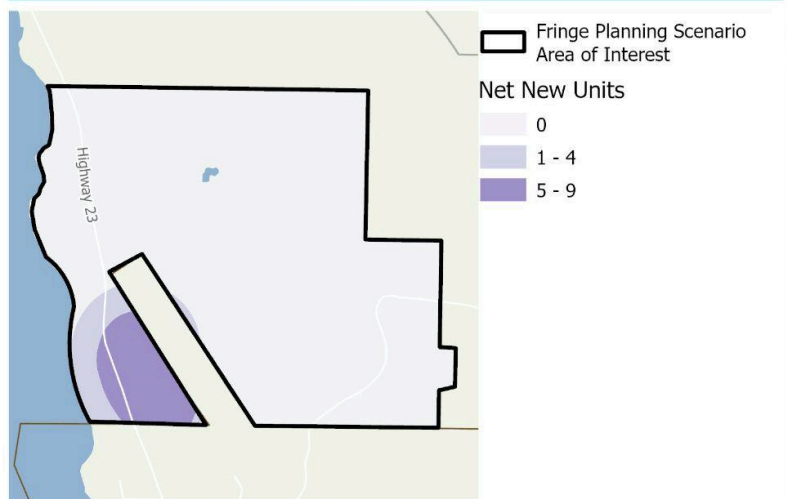 Fringe Planning Scenario
Area of Interest
Net New Units
0
1 - 4
5 - 9
Highway 23